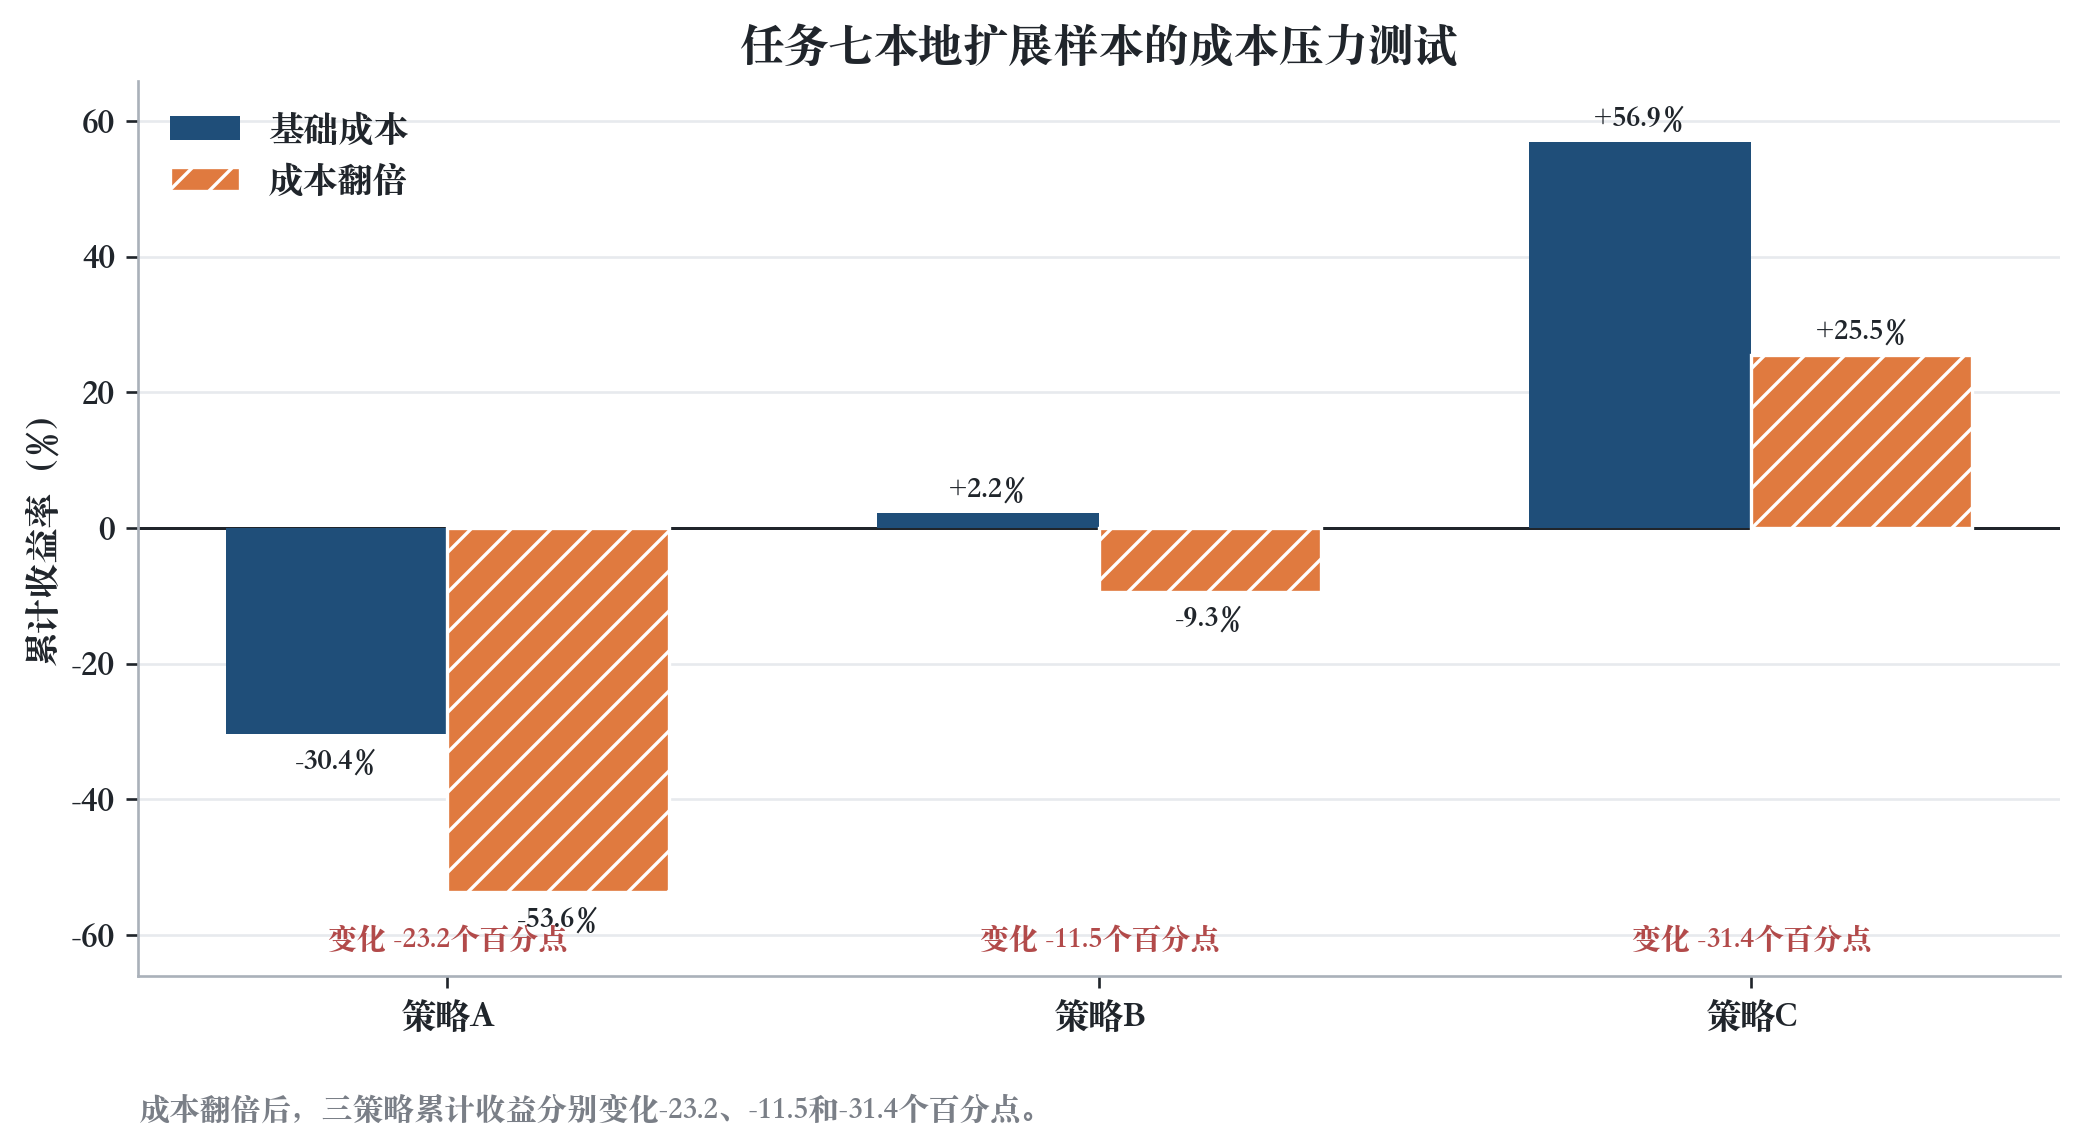 任务七本地扩展样本的成本压力测试
基础成本
成本翻倍
累计收益率（%）
60
40
20
0
-20
-40
-60
+56.9%
+25.5%
+2.2%
-9.3%
-30.4%
-53.6%
变化 -23.2个百分点
变化 -11.5个百分点
变化 -31.4个百分点
策略A
策略B
策略C
成本翻倍后，三策略累计收益分别变化-23.2、-11.5和-31.4个百分点。